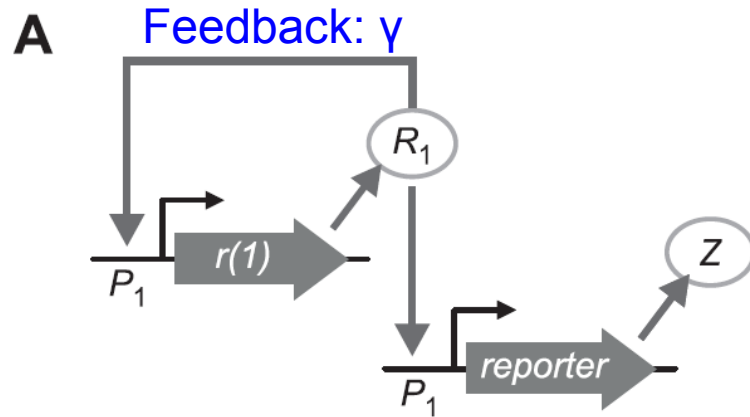 A
Feedback: γ
R₁
r(1)
P₁
Z
reporter
P₁